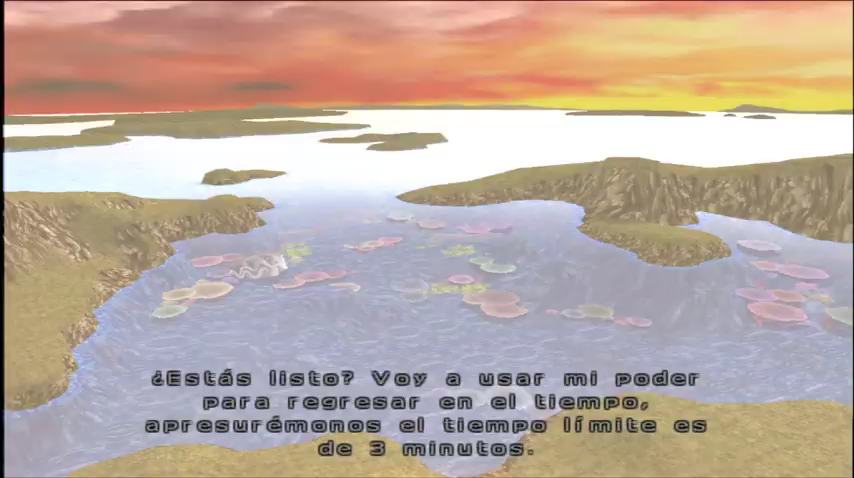 ¿Estás listo? Voy a usar mi poder
para regresar en el tiempo,
apresurémonos el tiempo límite es
de 3 minutos.